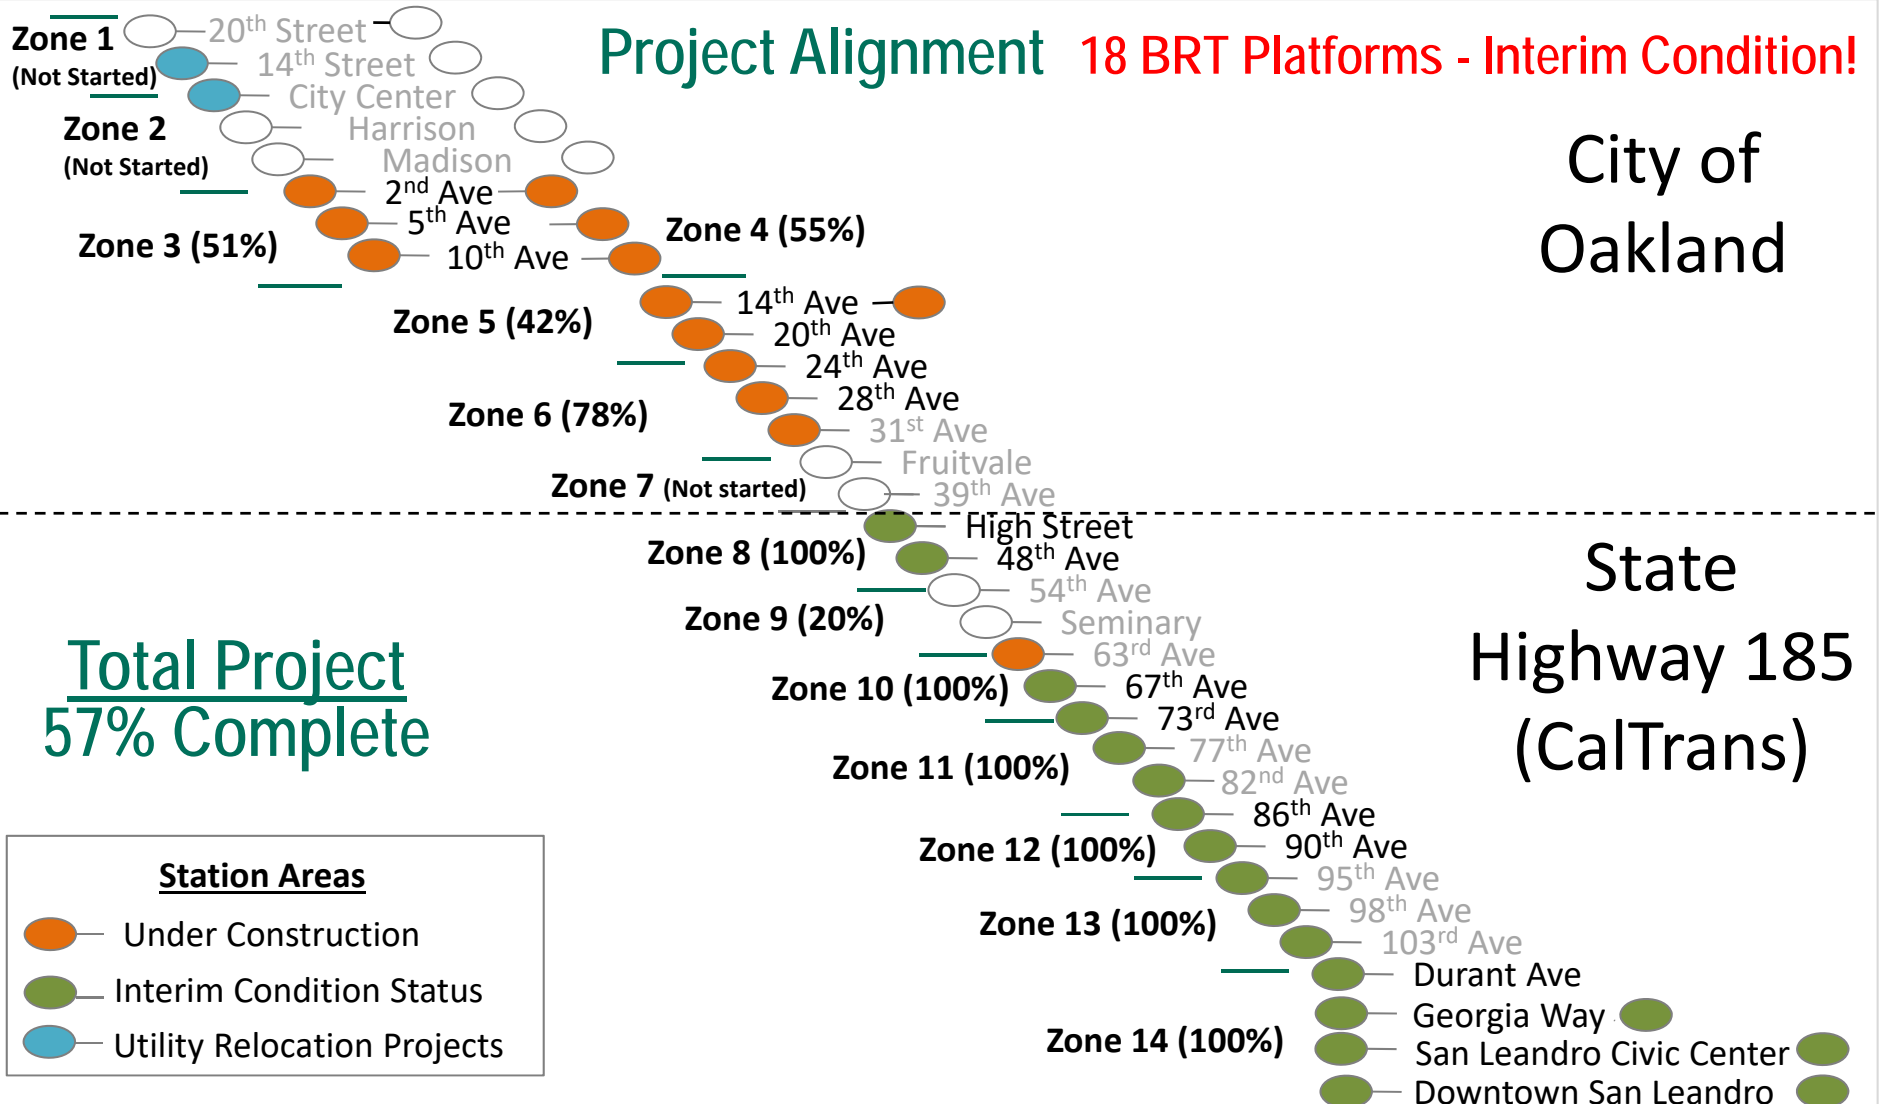 Project Alignment 18 BRT Platforms - Interim Condition!
Zone 1
(Not Started)
20th Street
14th Street
City Center
Zone 2
(Not Started)
Harrison
Madison
2nd Ave
5th Ave
10th Ave
Zone 3 (51%)
Zone 4 (55%)
City of
Oakland
14th Ave
Zone 5 (42%)
20th Ave
24th Ave
28th Ave
Zone 6 (78%)
31st Ave
Fruitvale
Zone 7 (Not started)
39th Ave
High Street
Zone 8 (100%)
48th Ave
54th Ave
Zone 9 (20%)
Seminary
63rd Ave
State
Highway 185
(CalTrans)
Total Project
57% Complete
Zone 10 (100%)
67th Ave
73rd Ave
77th Ave
Zone 11 (100%)
82nd Ave
86th Ave
Zone 12 (100%)
90th Ave
95th Ave
98th Ave
Zone 13 (100%)
103rd Ave
Durant Ave
Georgia Way
Zone 14 (100%)
San Leandro Civic Center
Downtown San Leandro
Station Areas
Under Construction
Interim Condition Status
Utility Relocation Projects